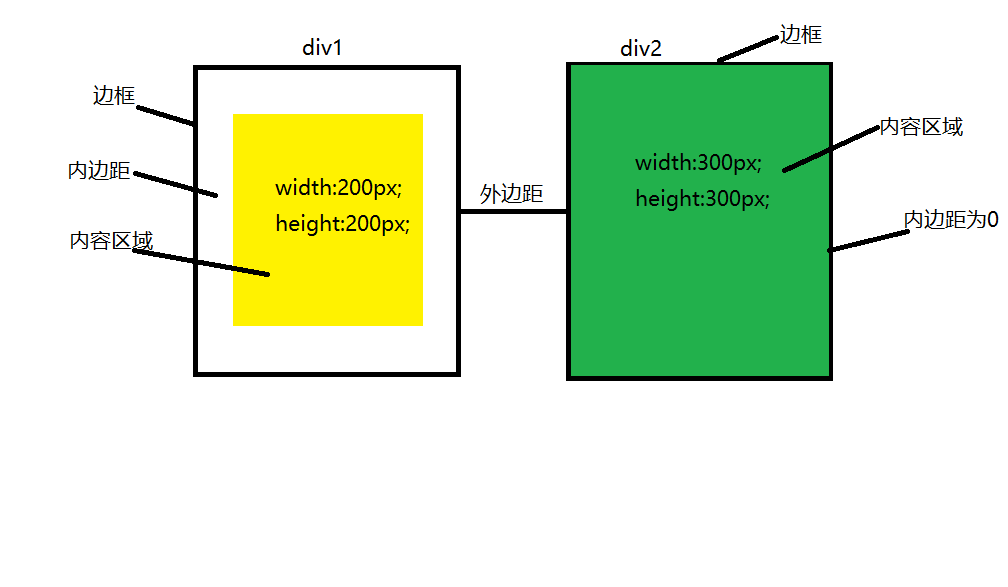 div1
div2
边框
边框
内边距
内容区域
width:200px;
height:200px;
外边距
width:300px;
height:300px;
内容区域
内边距为0